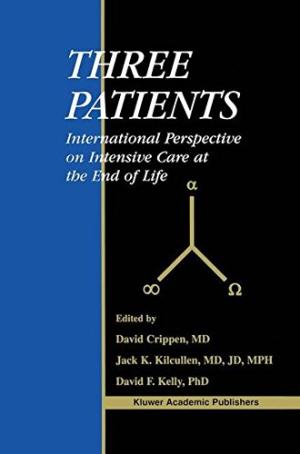 THREE
PATIENTS
International Perspective
on Intensive Care at
the End of Life
α
∞
Ω
Edited by
David Crippen, MD
Jack K. Kilcullen, MD, JD, MPH
David F. Kelly, PhD
Kluwer Academic Publishers